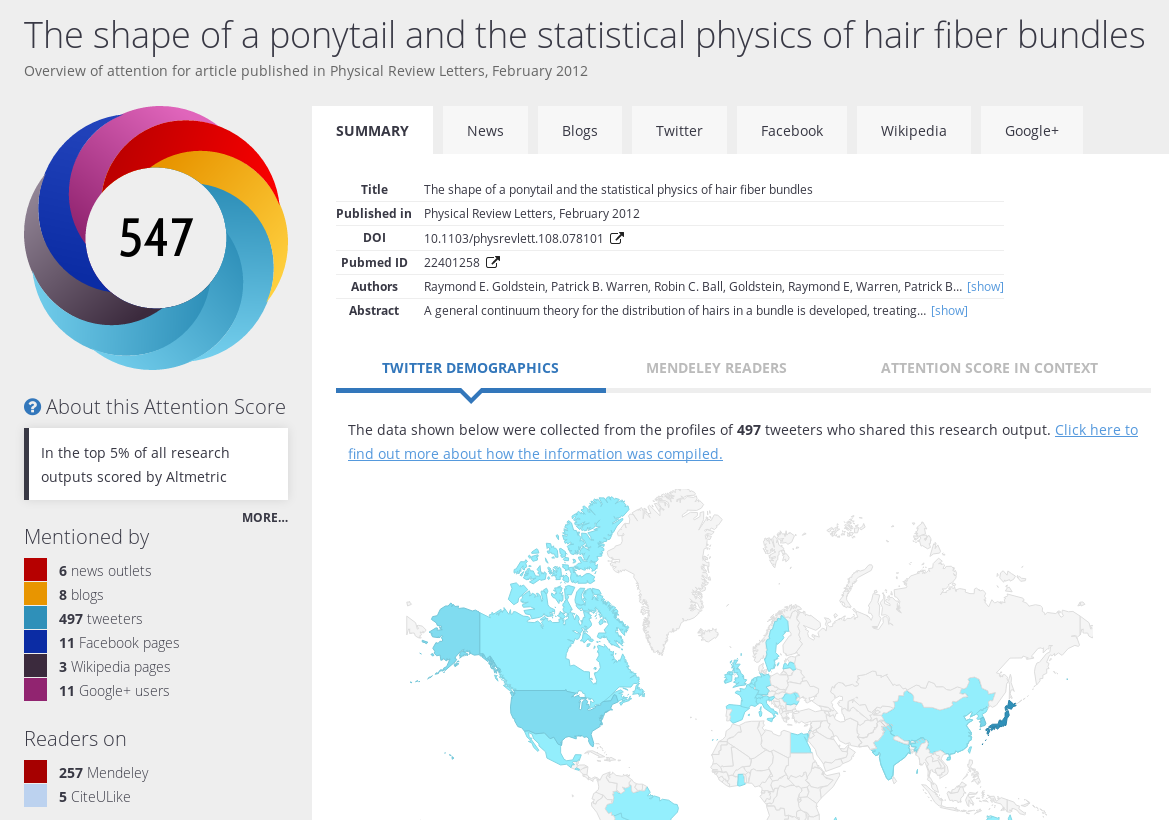 The shape of a ponytail and the statistical physics of hair fiber bundles
Overview of attention for article published in Physical Review Letters, February 2012
547
About this Attention Score
In the top 5% of all research
outputs scored by Altmetric
MORE...
Mentioned by
6 news outlets
8 blogs
497 tweeters
11 Facebook pages
3 Wikipedia pages
11 Google+ users
Readers on
257 Mendeley
5 CiteULike
SUMMARY News Blogs Twitter Facebook Wikipedia Google+
Title The shape of a ponytail and the statistical physics of hair fiber bundles
Published in Physical Review Letters, February 2012
DOI 10.1103/physrevlett.108.078101
Pubmed ID 22401258
Authors Raymond E. Goldstein, Patrick B. Warren, Robin C. Ball, Goldstein, Raymond E, Warren, Patrick B... [show]
Abstract A general continuum theory for the distribution of hairs in a bundle is developed, treating... [show]
TWITTER DEMOGRAPHICS MENDELEY READERS ATTENTION SCORE IN CONTEXT
The data shown below were collected from the profiles of 497 tweeters who shared this research output. Click here to
find out more about how the information was compiled.